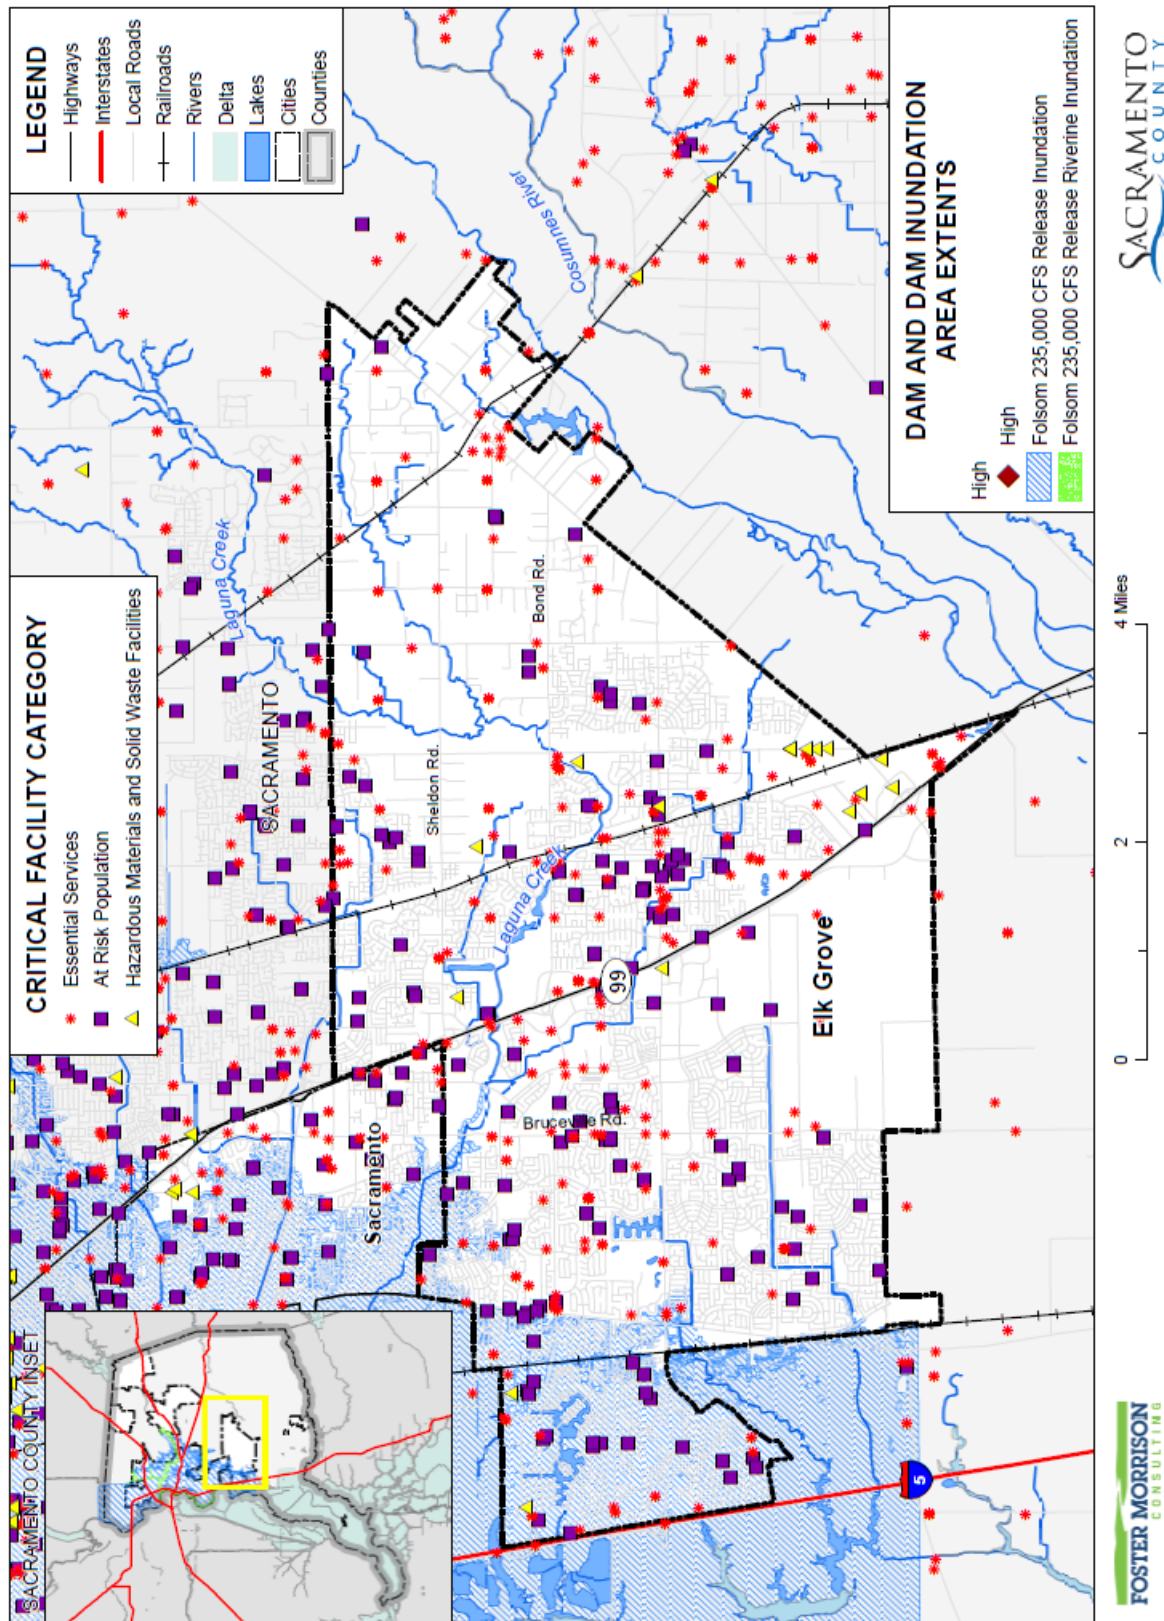 SACRAMENTO COUNTY INSET
CRITICAL FACILITY CATEGORY
Essential Services
At Risk Population
Hazardous Materials and Solid Waste Facilities
LEGEND
Highways
Interstates
Local Roads
Railroads
Rivers
Delta
Lakes
Cities
Counties
Laguna Creek
SACRAMENTO
Sacramento
Sheldon Rd.
Cosumnes River
Laguna Creek
Bond Rd.
Bruceville Rd.
99
Elk Grove
5
DAM AND DAM INUNDATION
AREA EXTENTS
High
High
Folsom 235,000 CFS Release Inundation
Folsom 235,000 CFS Release Riverine Inundation
0 2 4 Miles
FOSTER MORRISON
CONSULTING
SACRAMENTO
COUNTY